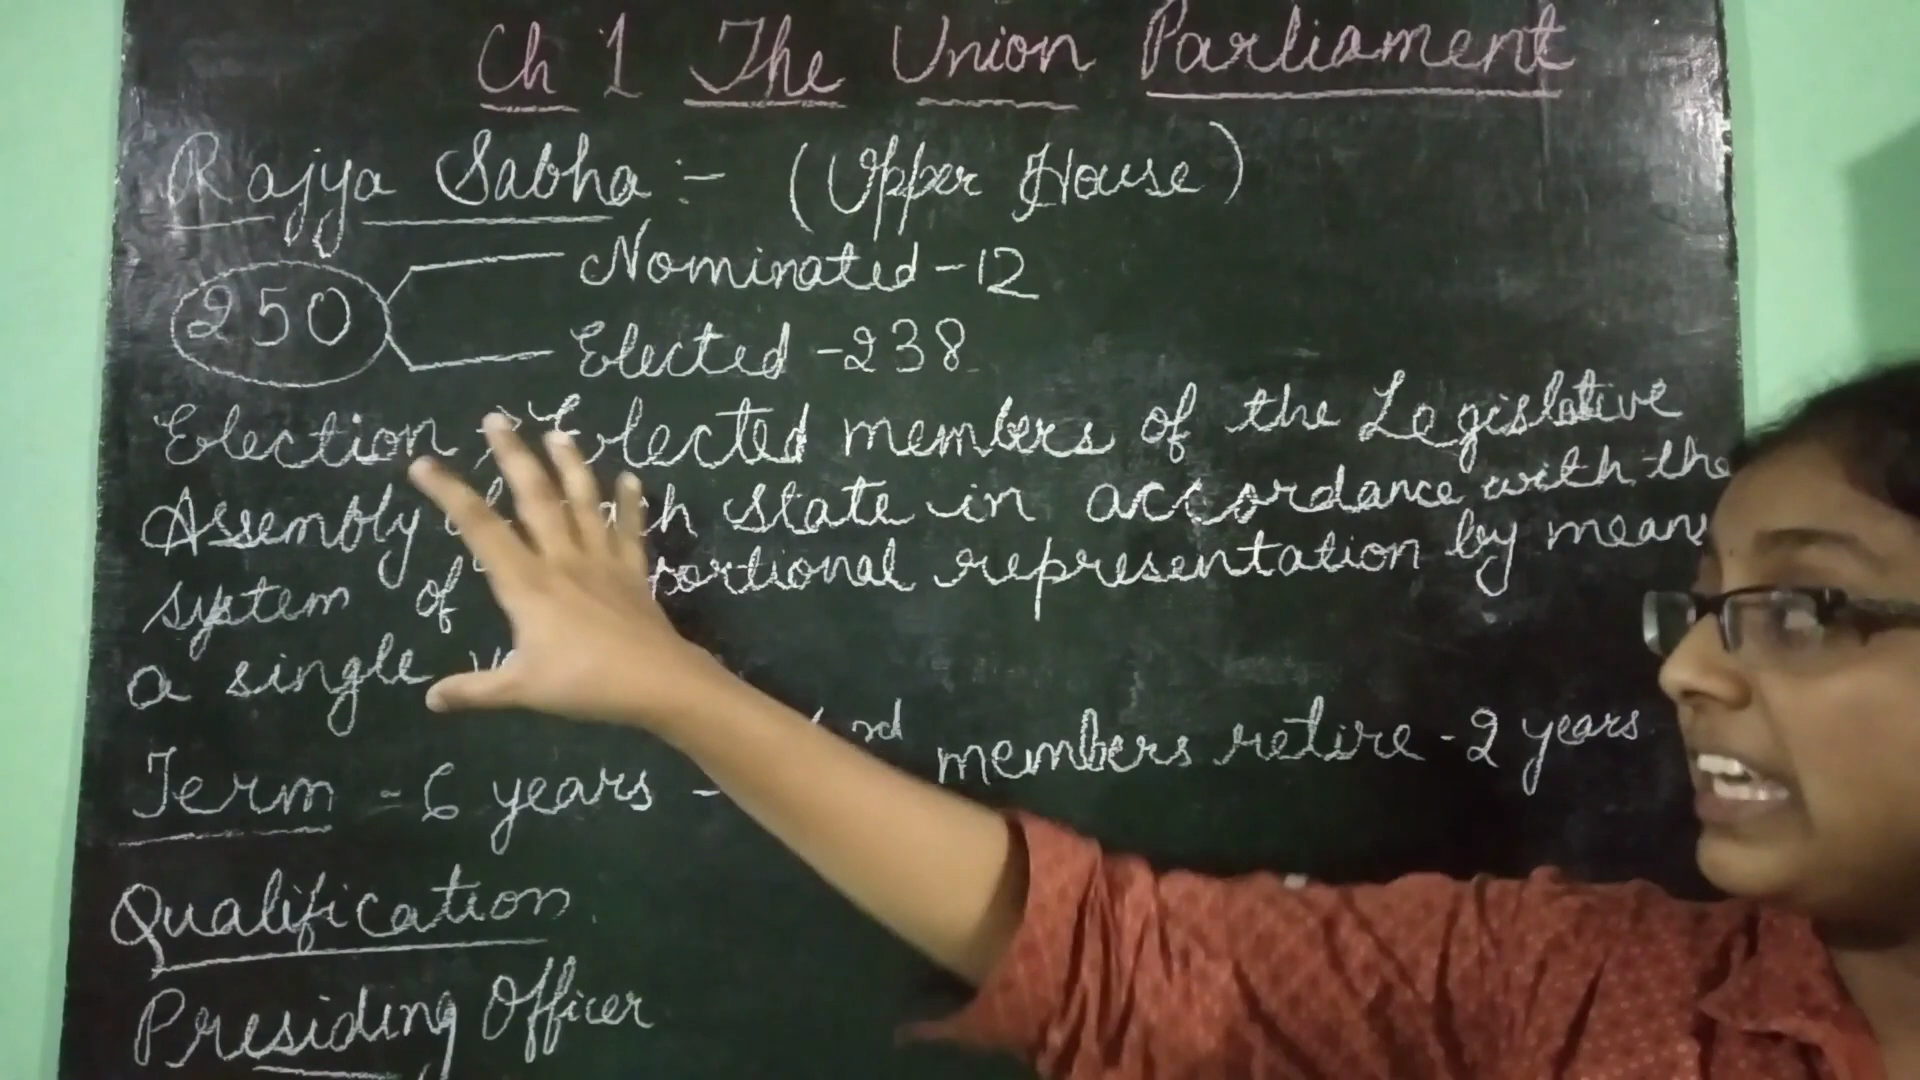 Ch 1 The Union Parliament
Rajya Sabha :- (Upper House)
250
Nominated - 12
Elected - 238
Election Elected members of the Legislative
Assembly state in accordance with the
system of representation by means
a single
Term - 6 years - rd members retire - 2 years
Qualification
Presiding Officer